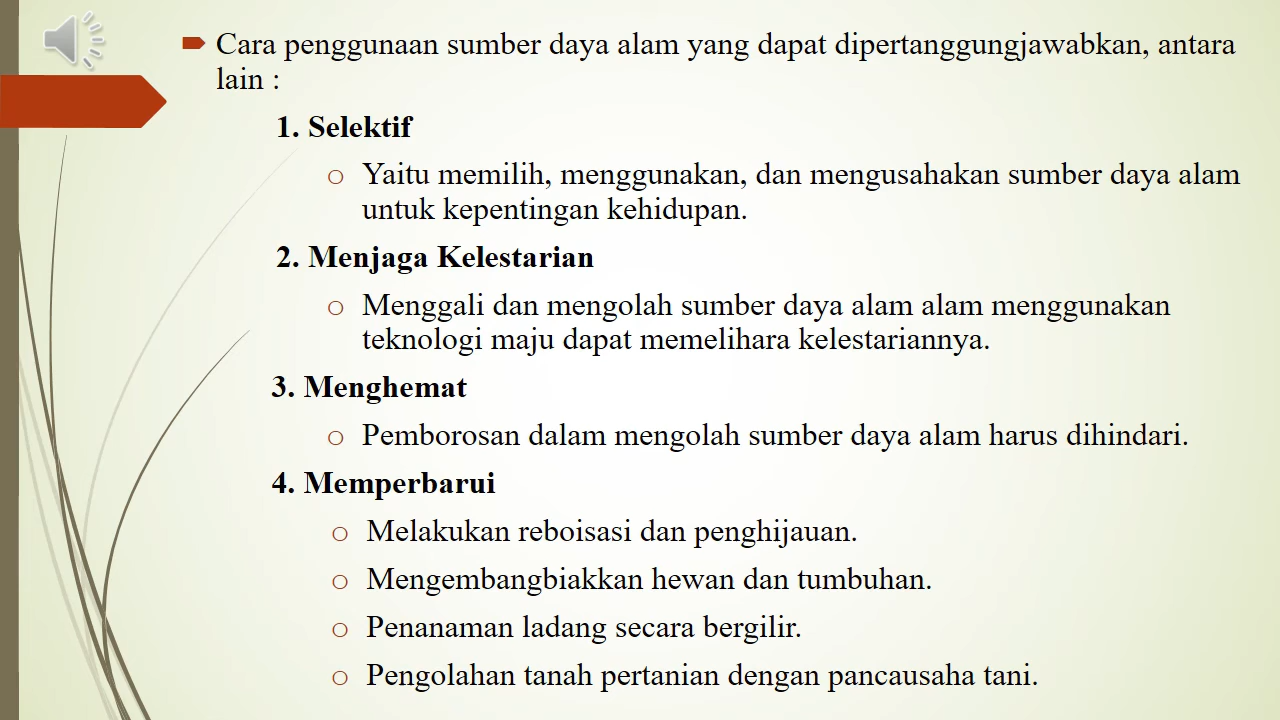 Cara penggunaan sumber daya alam yang dapat dipertanggungjawabkan, antara
lain :
1. Selektif
o Yaitu memilih, menggunakan, dan mengusahakan sumber daya alam
untuk kepentingan kehidupan.
2. Menjaga Kelestarian
o Menggali dan mengolah sumber daya alam alam menggunakan
teknologi maju dapat memelihara kelestariannya.
3. Menghemat
o Pemborosan dalam mengolah sumber daya alam harus dihindari.
4. Memperbarui
o Melakukan reboisasi dan penghijauan.
o Mengembangbiakkan hewan dan tumbuhan.
o Penanaman ladang secara bergilir.
o Pengolahan tanah pertanian dengan pancausaha tani.